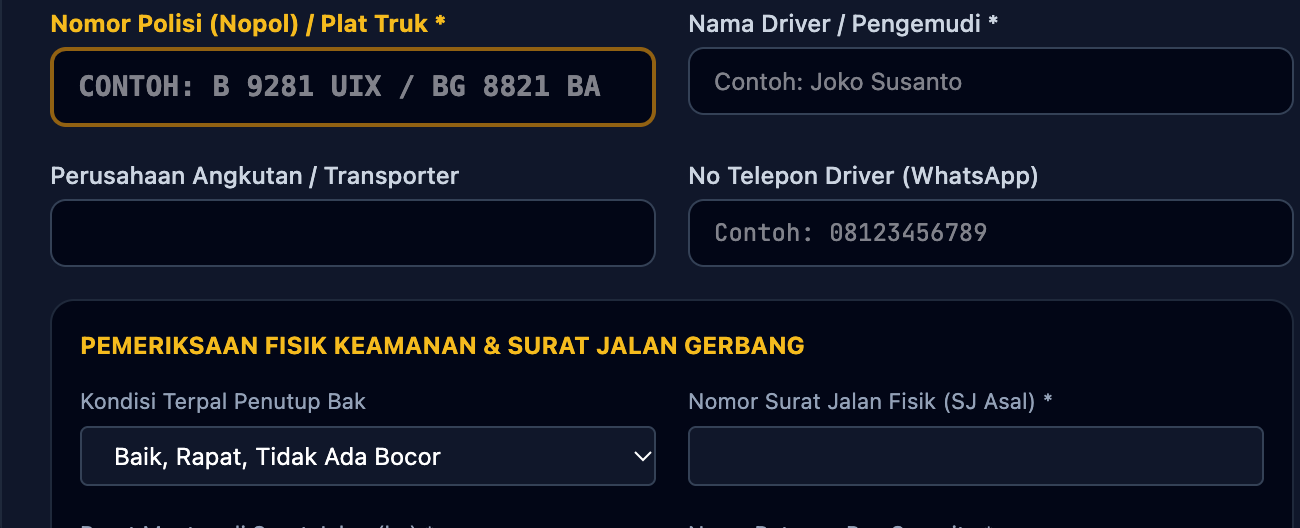 Nomor Polisi (Nopol) / Plat Truk *
Nama Driver / Pengemudi *
CONTOH: B 9281 UIX / BG 8821 BA
Contoh: Joko Susanto
Perusahaan Angkutan / Transporter
No Telepon Driver (WhatsApp)
Contoh: 08123456789
PEMERIKSAAN FISIK KEAMANAN & SURAT JALAN GERBANG
Kondisi Terpal Penutup Bak
Nomor Surat Jalan Fisik (SJ Asal) *
Baik, Rapat, Tidak Ada Bocor